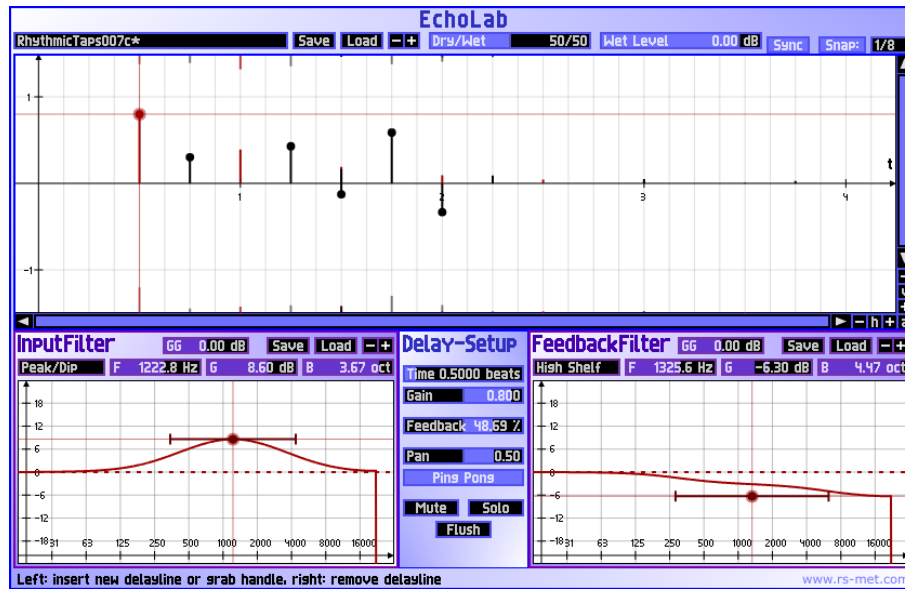 EchoLab
RhythmicTaps007c* Save Load − + Dry/Wet 50/50 Wet Level 0.00 dB Sync Snap: 1/8
1
t
1 2 3 4
-1
− h +
InputFilter GG 0.00 dB Save Load − +
Peak/Dip F 1222.8 Hz G 8.60 dB B 3.67 oct
18
12
6
0
-6
-12
-18 31 63 125 250 500 1000 2000 4000 8000 16000
Delay-Setup
Time 0.5000 beats
Gain 0.800
Feedback 48.69 %
Pan 0.50
Ping Pong
Mute Solo
Flush
FeedbackFilter GG 0.00 dB Save Load − +
High Shelf F 1325.6 Hz G -6.30 dB B 4.47 oct
18
12
6
0
-6
-12
-18 31 63 125 250 500 1000 2000 4000 8000 16000
Left: insert new delayline or grab handle, right: remove delayline
www.rs-met.com